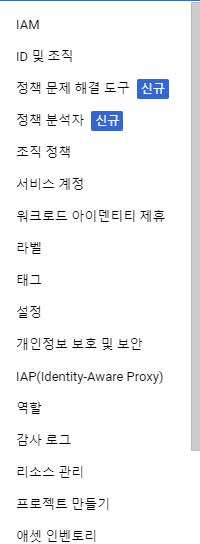 IAM
ID 및 조직
정책 문제 해결 도구 신규
정책 분석자 신규
조직 정책
서비스 계정
워크로드 아이덴티티 제휴
라벨
태그
설정
개인정보 보호 및 보안
IAP(Identity-Aware Proxy)
역할
감사 로그
리소스 관리
프로젝트 만들기
애셋 인벤토리